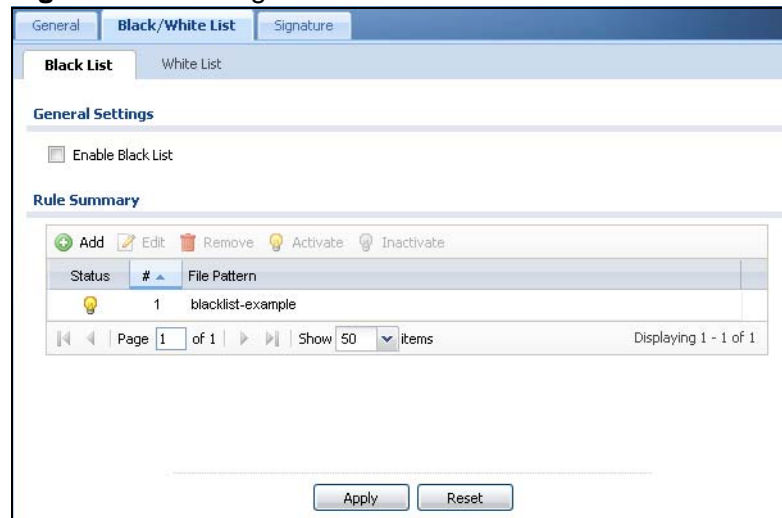 General Black/White List Signature
Black List White List
General Settings
Enable Black List
Rule Summary
Add Edit Remove Activate Inactivate
Status # File Pattern
1 blacklist-example
Page 1 of 1 Show 50 items Displaying 1 - 1 of 1
Apply Reset